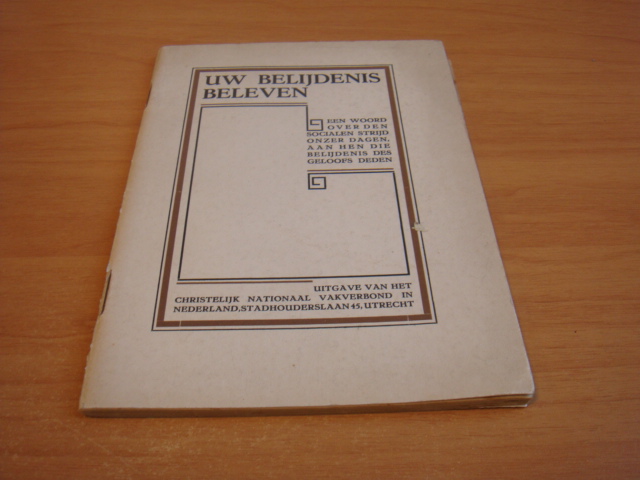 UW BELIJDENIS
BELEVEN
EEN WOORD
OVER DEN
SOCIALEN STRIJD
ONZER DAGEN,
AAN HEN DIE
BELIJDENIS DES
GELOOFS DEDEN
UITGAVE VAN HET
CHRISTELIJK NATIONAAL VAKVERBOND IN
NEDERLAND, STADHOUDERSLAAN 45, UTRECHT